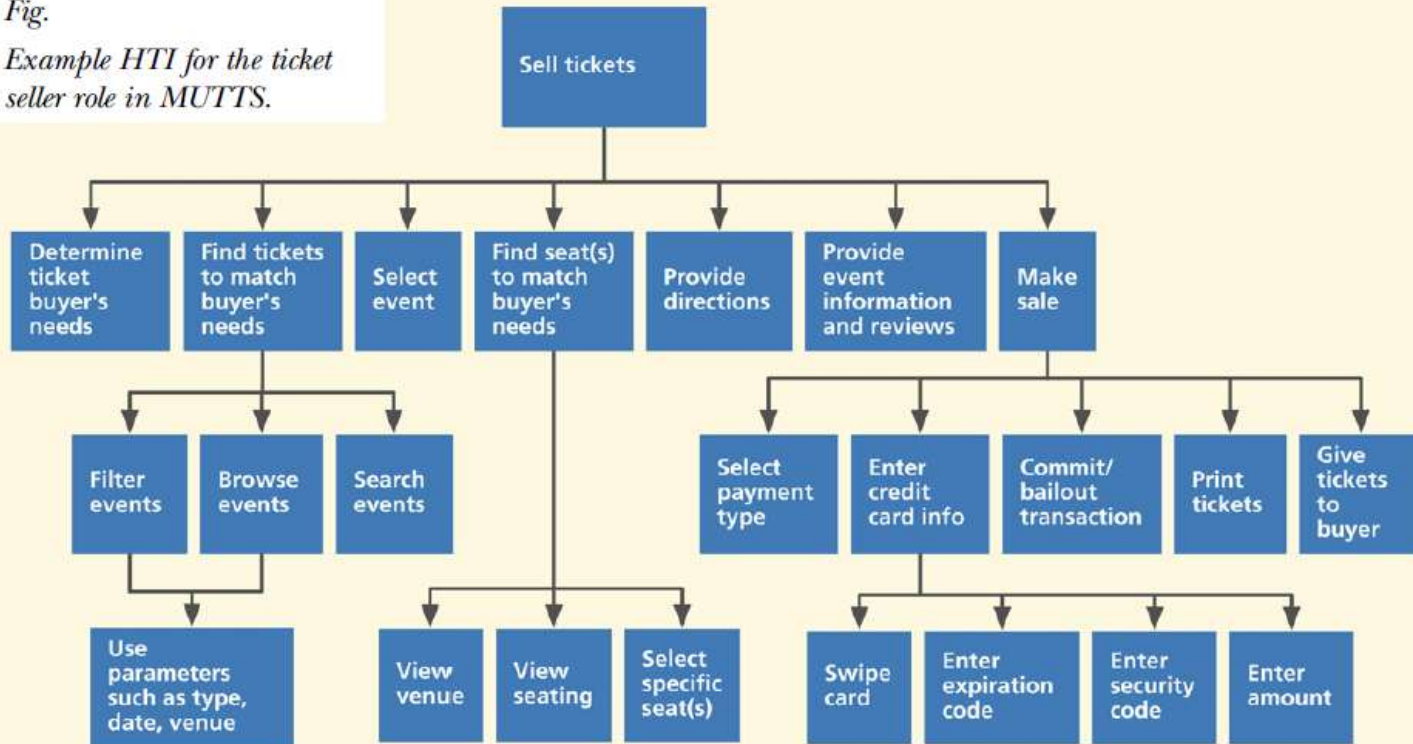 Fig.
Example HTI for the ticket
seller role in MUTTS.
Sell tickets
Determine
ticket
buyer's
needs
Find tickets
to match
buyer's
needs
Select
event
Find seat(s)
to match
buyer's
needs
Provide
directions
Provide
event
information
and reviews
Make
sale
Filter
events
Browse
events
Search
events
Select
payment
type
Enter
credit
card info
Commit/
bailout
transaction
Print
tickets
Give
tickets
to
buyer
Use
parameters
such as type,
date, venue
View
venue
View
seating
Select
specific
seat(s)
Swipe
card
Enter
expiration
code
Enter
security
code
Enter
amount